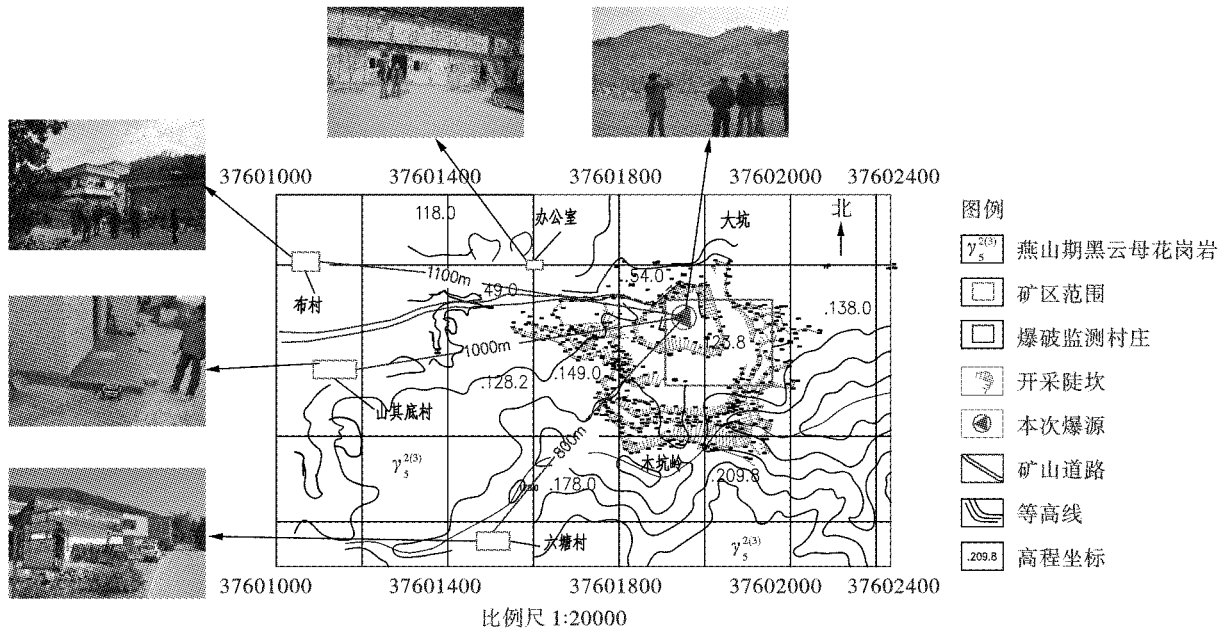 37601000 37601400 37601800 37602000 37602400
118.0
办公室
大坑
北
1100m
49.0
54.0
布村
.138.0
1000m
23.8
.149.0
.128.2
山其底村
800m
γ₅²⁽³⁾
木坑岭
.178.0
.209.8
六塘村
γ₅²⁽³⁾
37601000 37601400 37601800 37602000 37602400
比例尺 1:20000
图例
γ₅²⁽³⁾ 燕山期黑云母花岗岩
矿区范围
爆破监测村庄
开采陡坎
本次爆源
矿山道路
等高线
.209.8 高程坐标